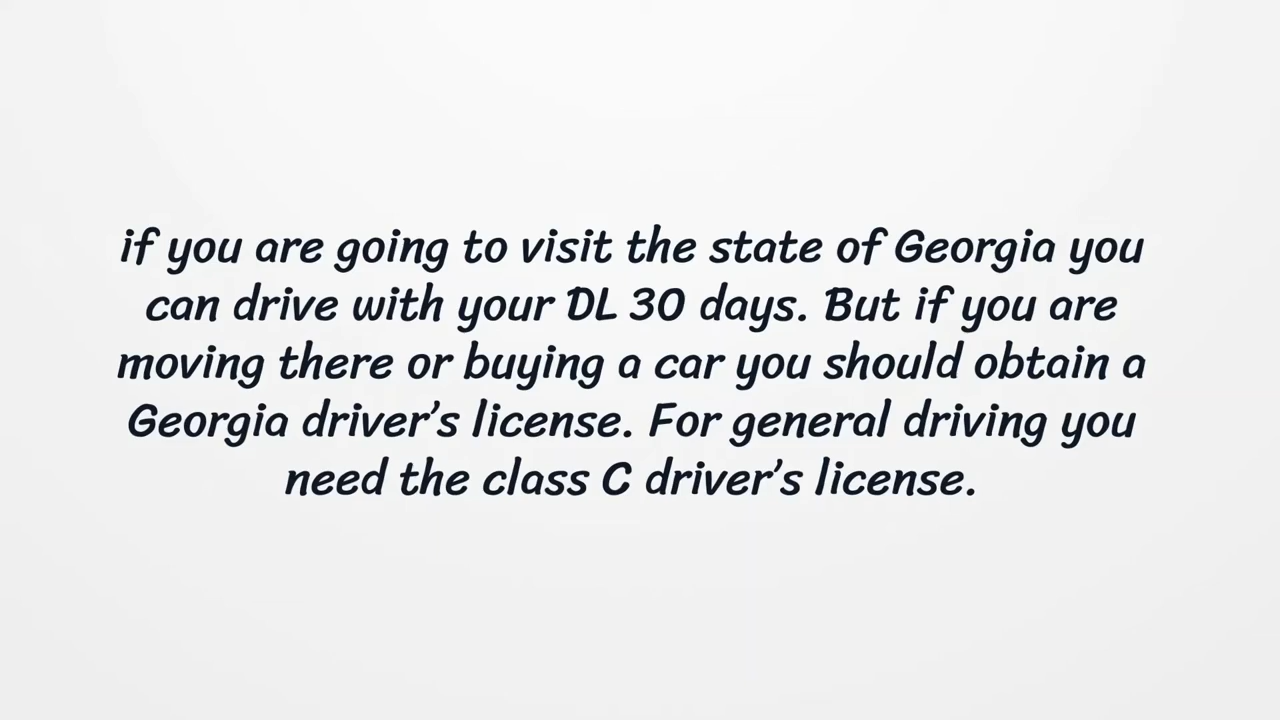 if you are going to visit the state of Georgia you
can drive with your DL 30 days. But if you are
moving there or buying a car you should obtain a
Georgia driver's license. For general driving you
need the class C driver's license.